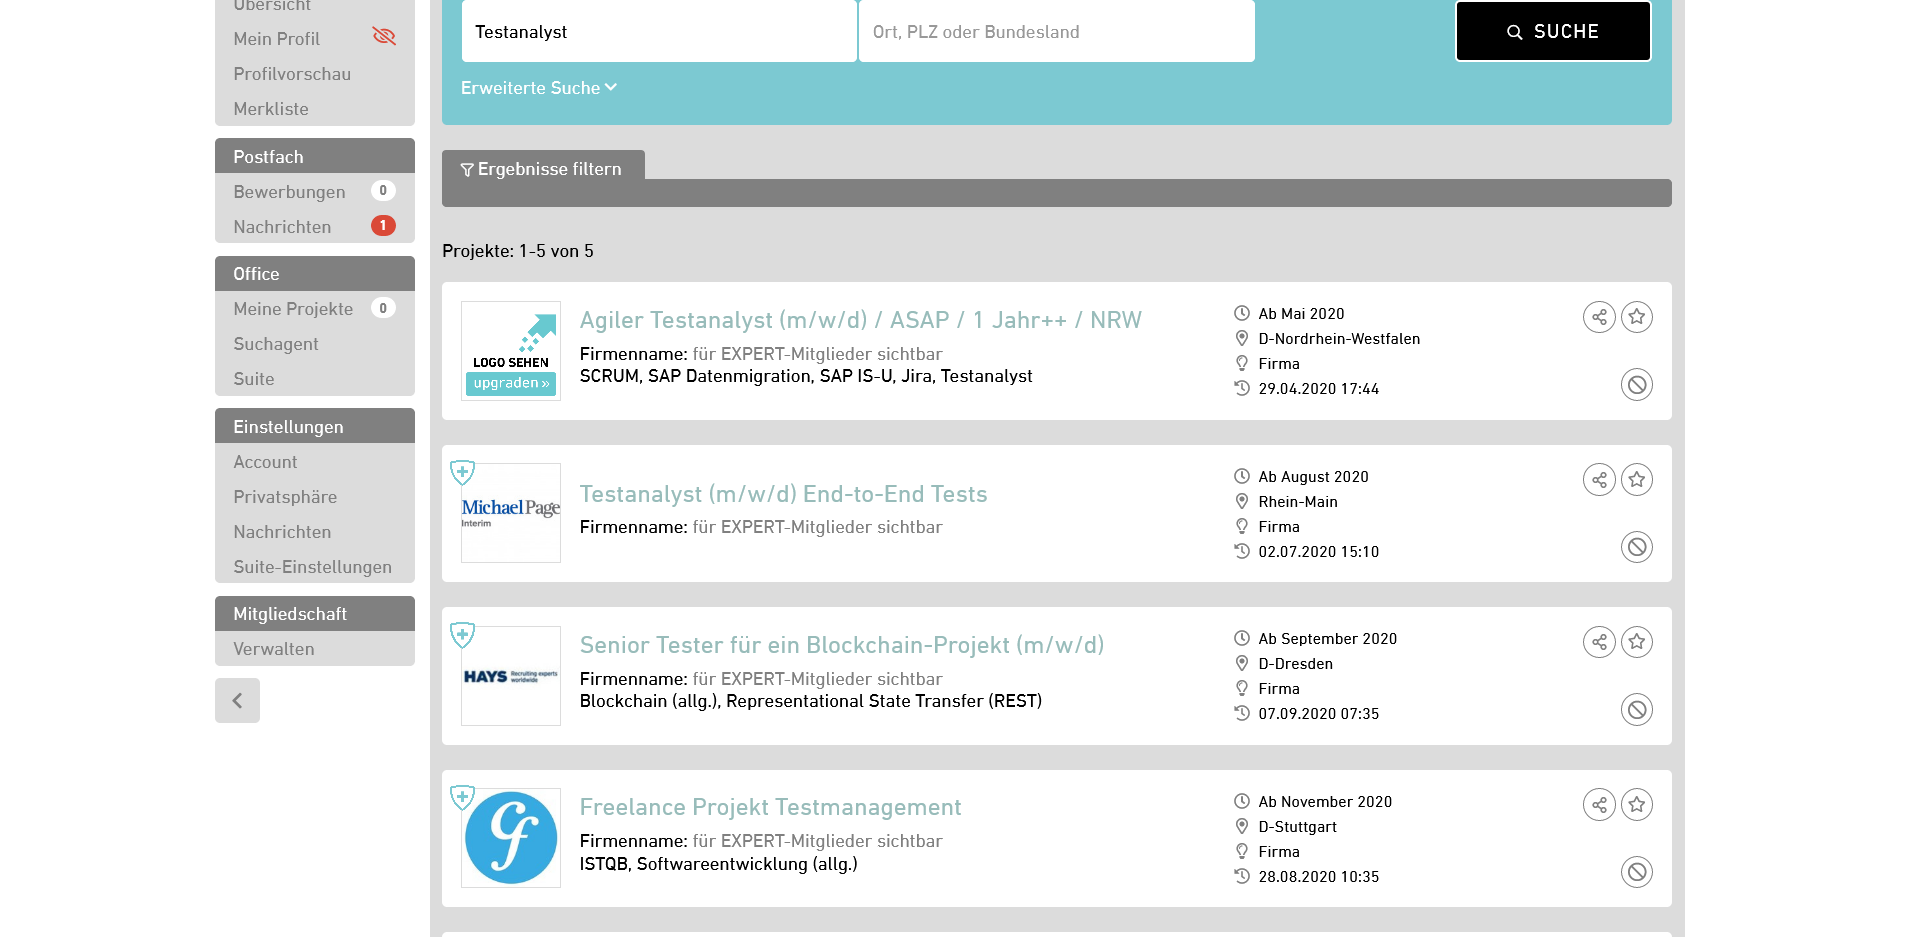 Übersicht
Mein Profil
Profilvorschau
Merkliste
Postfach
Bewerbungen 0
Nachrichten 1
Office
Meine Projekte 0
Suchagent
Suite
Einstellungen
Account
Privatsphäre
Nachrichten
Suite-Einstellungen
Mitgliedschaft
Verwalten
Testanalyst
Ort, PLZ oder Bundesland
SUCHE
Erweiterte Suche
Ergebnisse filtern
Projekte: 1-5 von 5
LOGO SEHEN
upgraden »
Agiler Testanalyst (m/w/d) / ASAP / 1 Jahr++ / NRW
Firmenname: für EXPERT-Mitglieder sichtbar
SCRUM, SAP Datenmigration, SAP IS-U, Jira, Testanalyst
Ab Mai 2020
D-Nordrhein-Westfalen
Firma
29.04.2020 17:44
Michael Page
Interim
Testanalyst (m/w/d) End-to-End Tests
Firmenname: für EXPERT-Mitglieder sichtbar
Ab August 2020
Rhein-Main
Firma
02.07.2020 15:10
HAYS Recruiting experts
worldwide
Senior Tester für ein Blockchain-Projekt (m/w/d)
Firmenname: für EXPERT-Mitglieder sichtbar
Blockchain (allg.), Representational State Transfer (REST)
Ab September 2020
D-Dresden
Firma
07.09.2020 07:35
Freelance Projekt Testmanagement
Firmenname: für EXPERT-Mitglieder sichtbar
ISTQB, Softwareentwicklung (allg.)
Ab November 2020
D-Stuttgart
Firma
28.08.2020 10:35